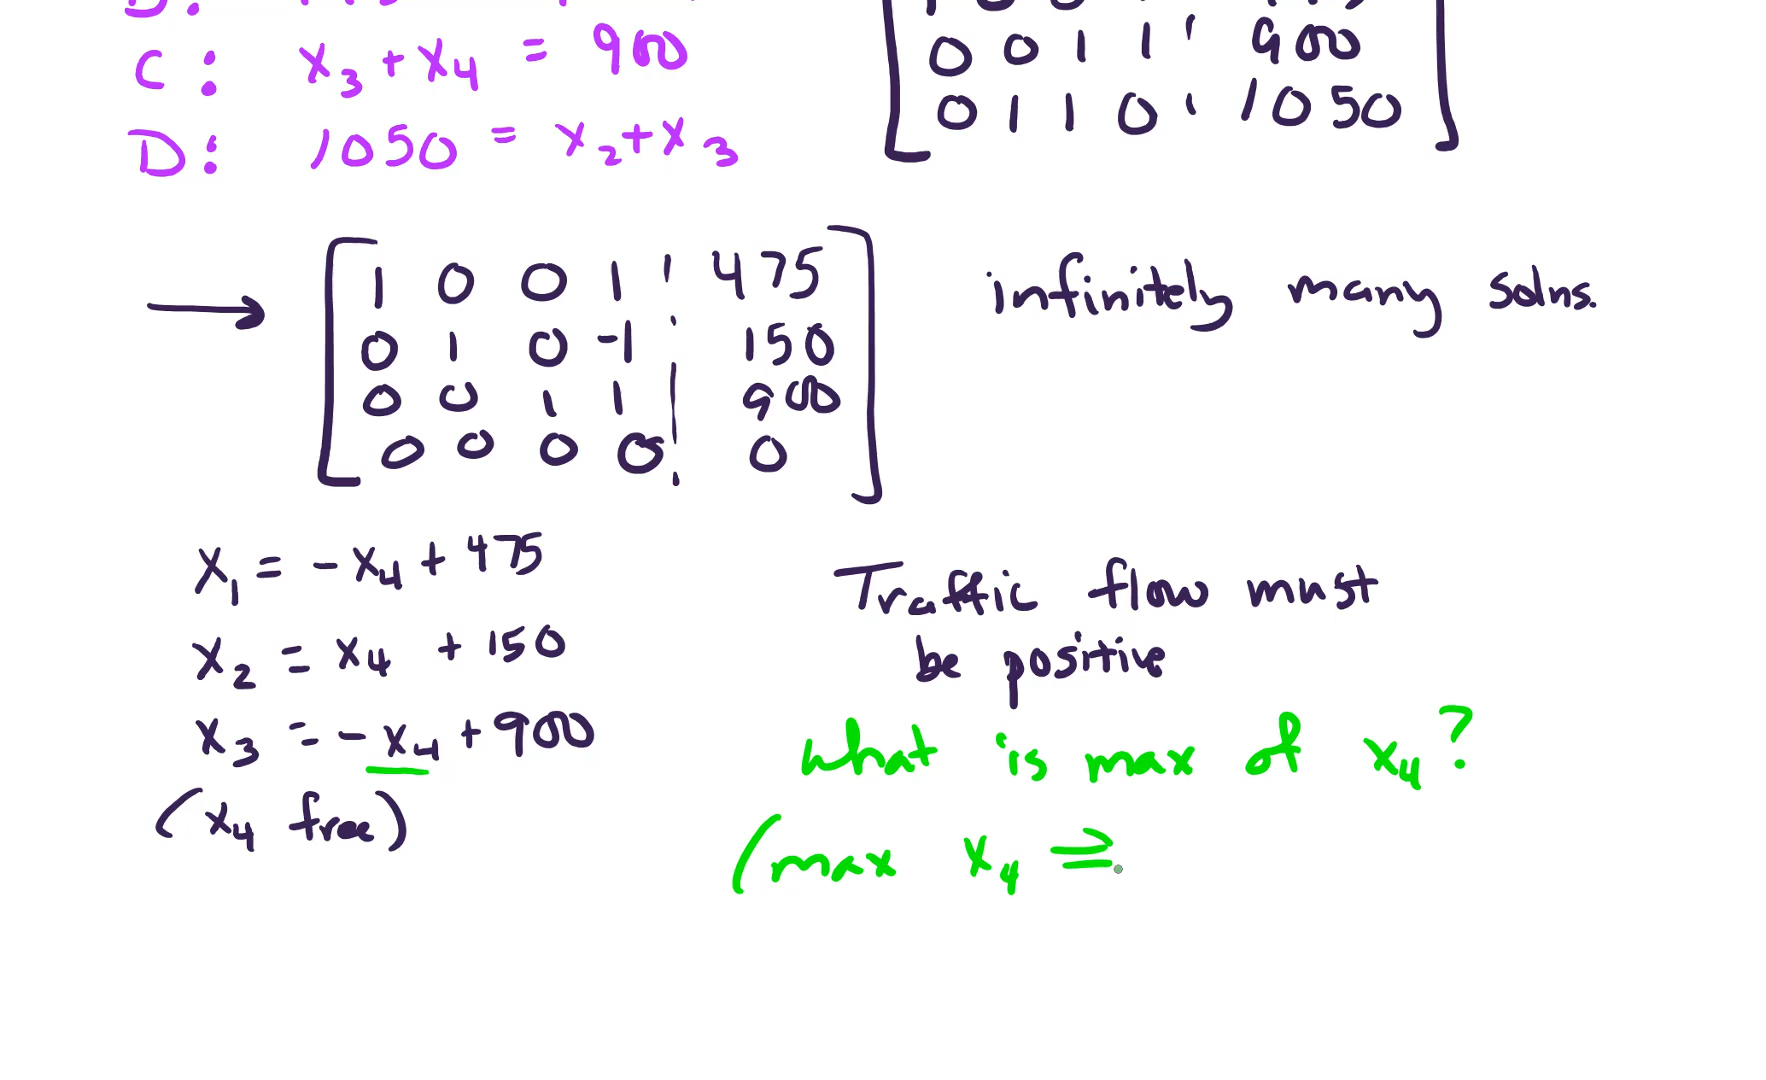 C: x₃ + x₄ = 900
D: 1050 = x₂ + x₃
0 0 1 1 | 900
0 1 1 0 | 1050
→ 1 0 0 1 | 475
0 1 0 -1 | 150
0 0 1 1 | 900
0 0 0 0 | 0
infinitely many solns.
x₁ = -x₄ + 475
x₂ = x₄ + 150
x₃ = -x₄ + 900
(x₄ free)
Traffic flow must
be positive
what is max of x₄?
(max x₄ =